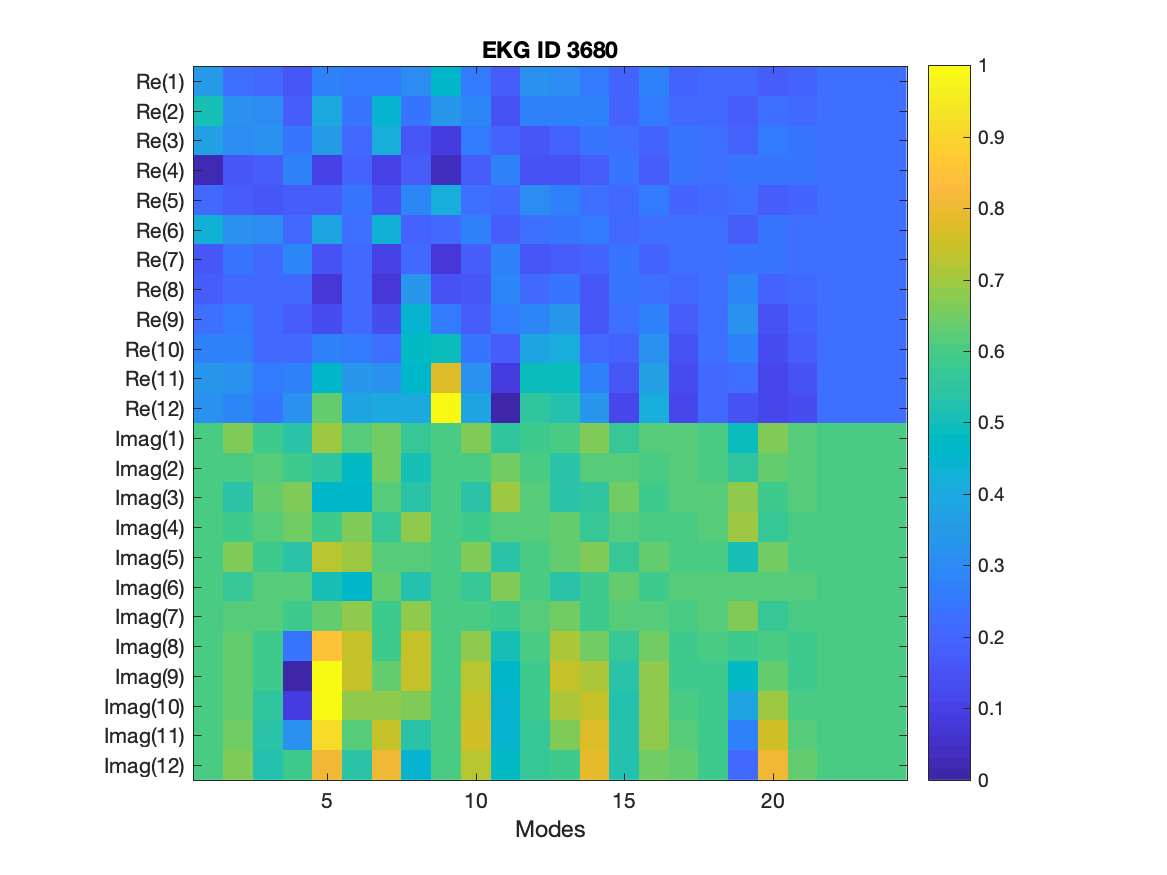 EKG ID 3680
Re(1)
Re(2)
Re(3)
Re(4)
Re(5)
Re(6)
Re(7)
Re(8)
Re(9)
Re(10)
Re(11)
Re(12)
Imag(1)
Imag(2)
Imag(3)
Imag(4)
Imag(5)
Imag(6)
Imag(7)
Imag(8)
Imag(9)
Imag(10)
Imag(11)
Imag(12)
5 10 15 20
Modes
1
0.9
0.8
0.7
0.6
0.5
0.4
0.3
0.2
0.1
0